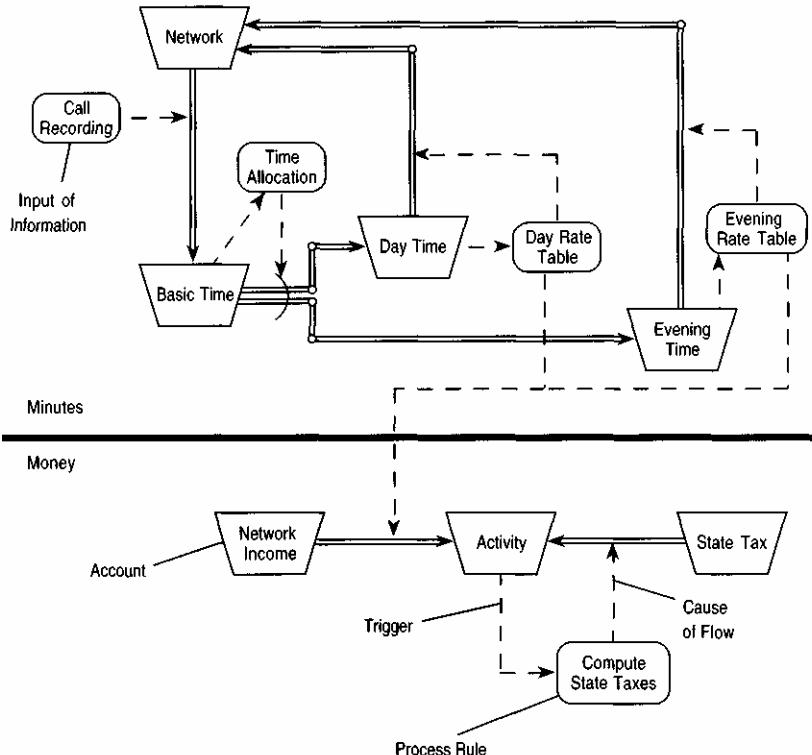 Network
Call
Recording
Time
Allocation
Input of
Information
Day Time
Day Rate
Table
Evening
Rate Table
Basic Time
Evening
Time
Minutes
Money
Network
Income
Activity
State Tax
Account
Trigger
Cause
of Flow
Compute
State Taxes
Process Rule